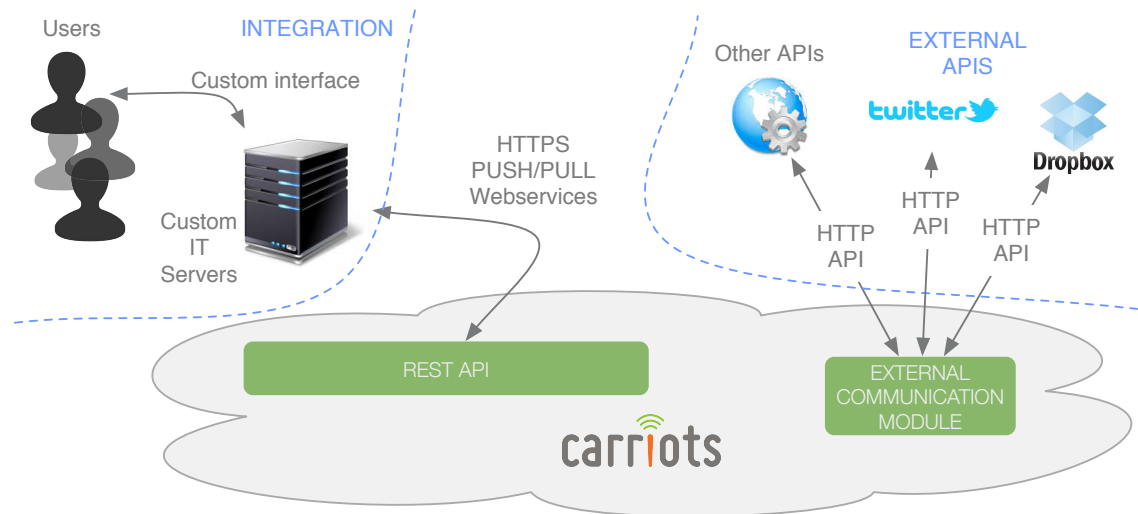 Users
INTEGRATION
Custom interface
Custom
IT
Servers
HTTPS
PUSH/PULL
Webservices
Other APIs
EXTERNAL
APIS
twitter
Dropbox
HTTP
API
HTTP
API
HTTP
API
REST API
EXTERNAL
COMMUNICATION
MODULE
carriots